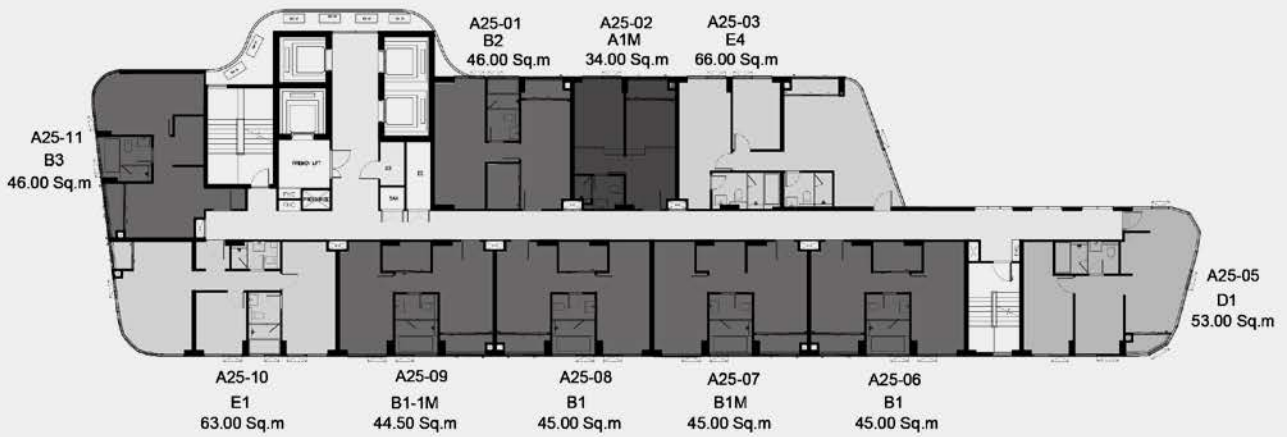 A25-01
B2
46.00 Sq.m
A25-02
A1M
34.00 Sq.m
A25-03
E4
66.00 Sq.m
A25-11
B3
46.00 Sq.m
A25-05
D1
53.00 Sq.m
A25-10
E1
63.00 Sq.m
A25-09
B1-1M
44.50 Sq.m
A25-08
B1
45.00 Sq.m
A25-07
B1M
45.00 Sq.m
A25-06
B1
45.00 Sq.m